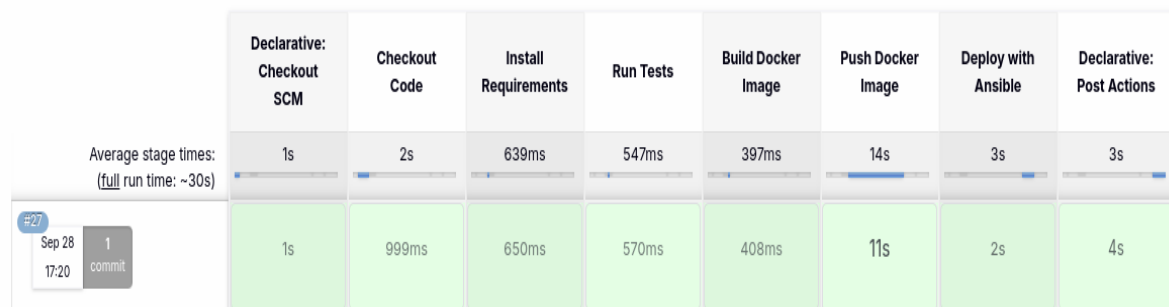 Declarative:
Checkout
SCM
Checkout
Code
Install
Requirements
Run Tests
Build Docker
Image
Push Docker
Image
Deploy with
Ansible
Declarative:
Post Actions
Average stage times:
(full run time: ~30s)
1s
2s
639ms
547ms
397ms
14s
3s
3s
#27
Sep 28
17:20
1
commit
1s
999ms
650ms
570ms
408ms
11s
2s
4s